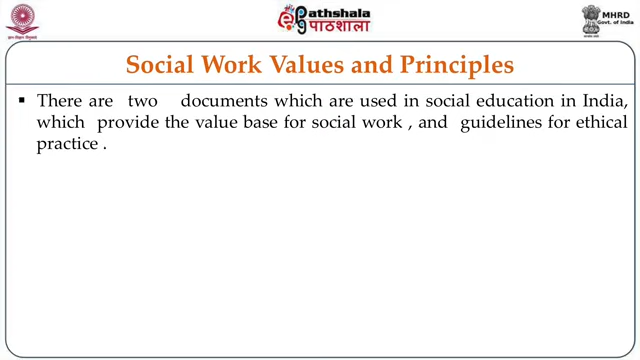 Pathshala
पाठशाला
MHRD
Govt. of India
Social Work Values and Principles
▪ There are two documents which are used in social education in India,
which provide the value base for social work , and guidelines for ethical
practice .